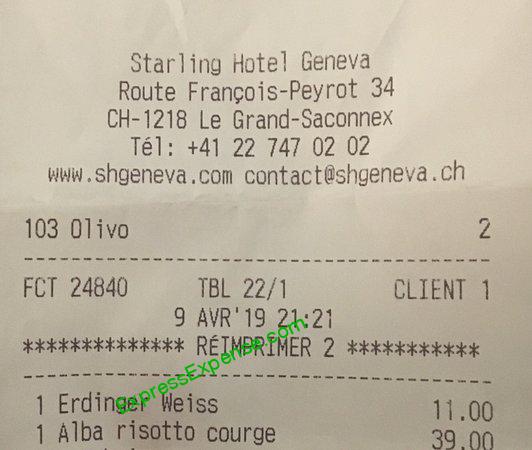 Starling Hotel Geneva
Route François-Peyrot 34
CH-1218 Le Grand-Saconnex
Tél: +41 22 747 02 02
www.shgeneva.com contact@shgeneva.ch
103 Olivo 2
----------------------------------------
FCT 24840 TBL 22/1 CLIENT 1
9 AVR'19 21:21
ExpressExpense.com
************** RÉIMPRIMER 2 ***********
----------------------------------------
1 Erdinger Weiss 11.00
1 Alba risotto courge 39.00